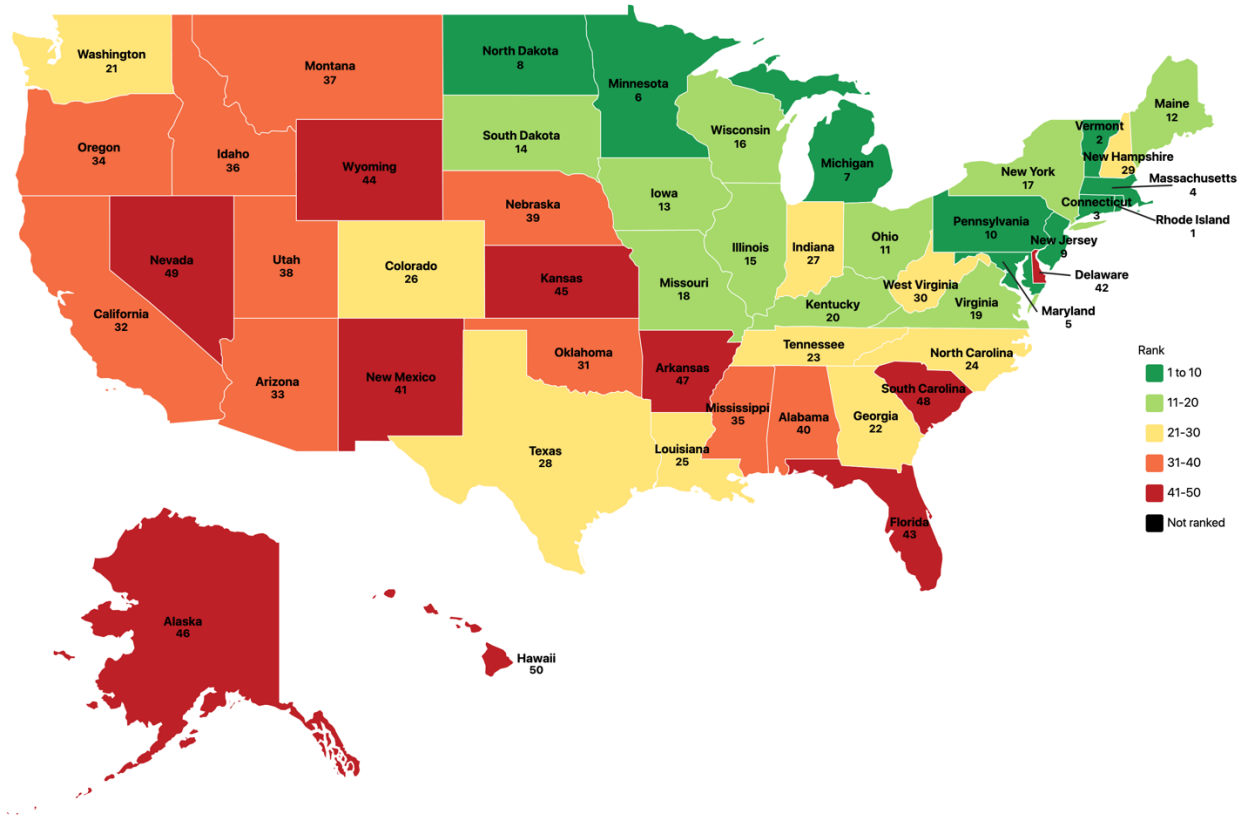 Washington
21
Montana
37
North Dakota
8
Minnesota
6
Oregon
34
Idaho
36
Wyoming
44
South Dakota
14
Wisconsin
16
Michigan
7
Maine
12
Vermont
2
New Hampshire
29
New York
17
Massachusetts
4
Connecticut
3
Rhode Island
1
Nevada
49
Utah
38
Colorado
26
Nebraska
39
Iowa
13
Illinois
15
Indiana
27
Ohio
11
Pennsylvania
10
New Jersey
9
Delaware
42
Maryland
5
California
32
Kansas
45
Missouri
18
Kentucky
20
West Virginia
30
Virginia
19
Arizona
33
New Mexico
41
Oklahoma
31
Arkansas
47
Tennessee
23
North Carolina
24
South Carolina
48
Mississippi
35
Alabama
40
Georgia
22
Texas
28
Louisiana
25
Florida
43
Alaska
46
Hawaii
50
Rank
1 to 10
11-20
21-30
31-40
41-50
Not ranked